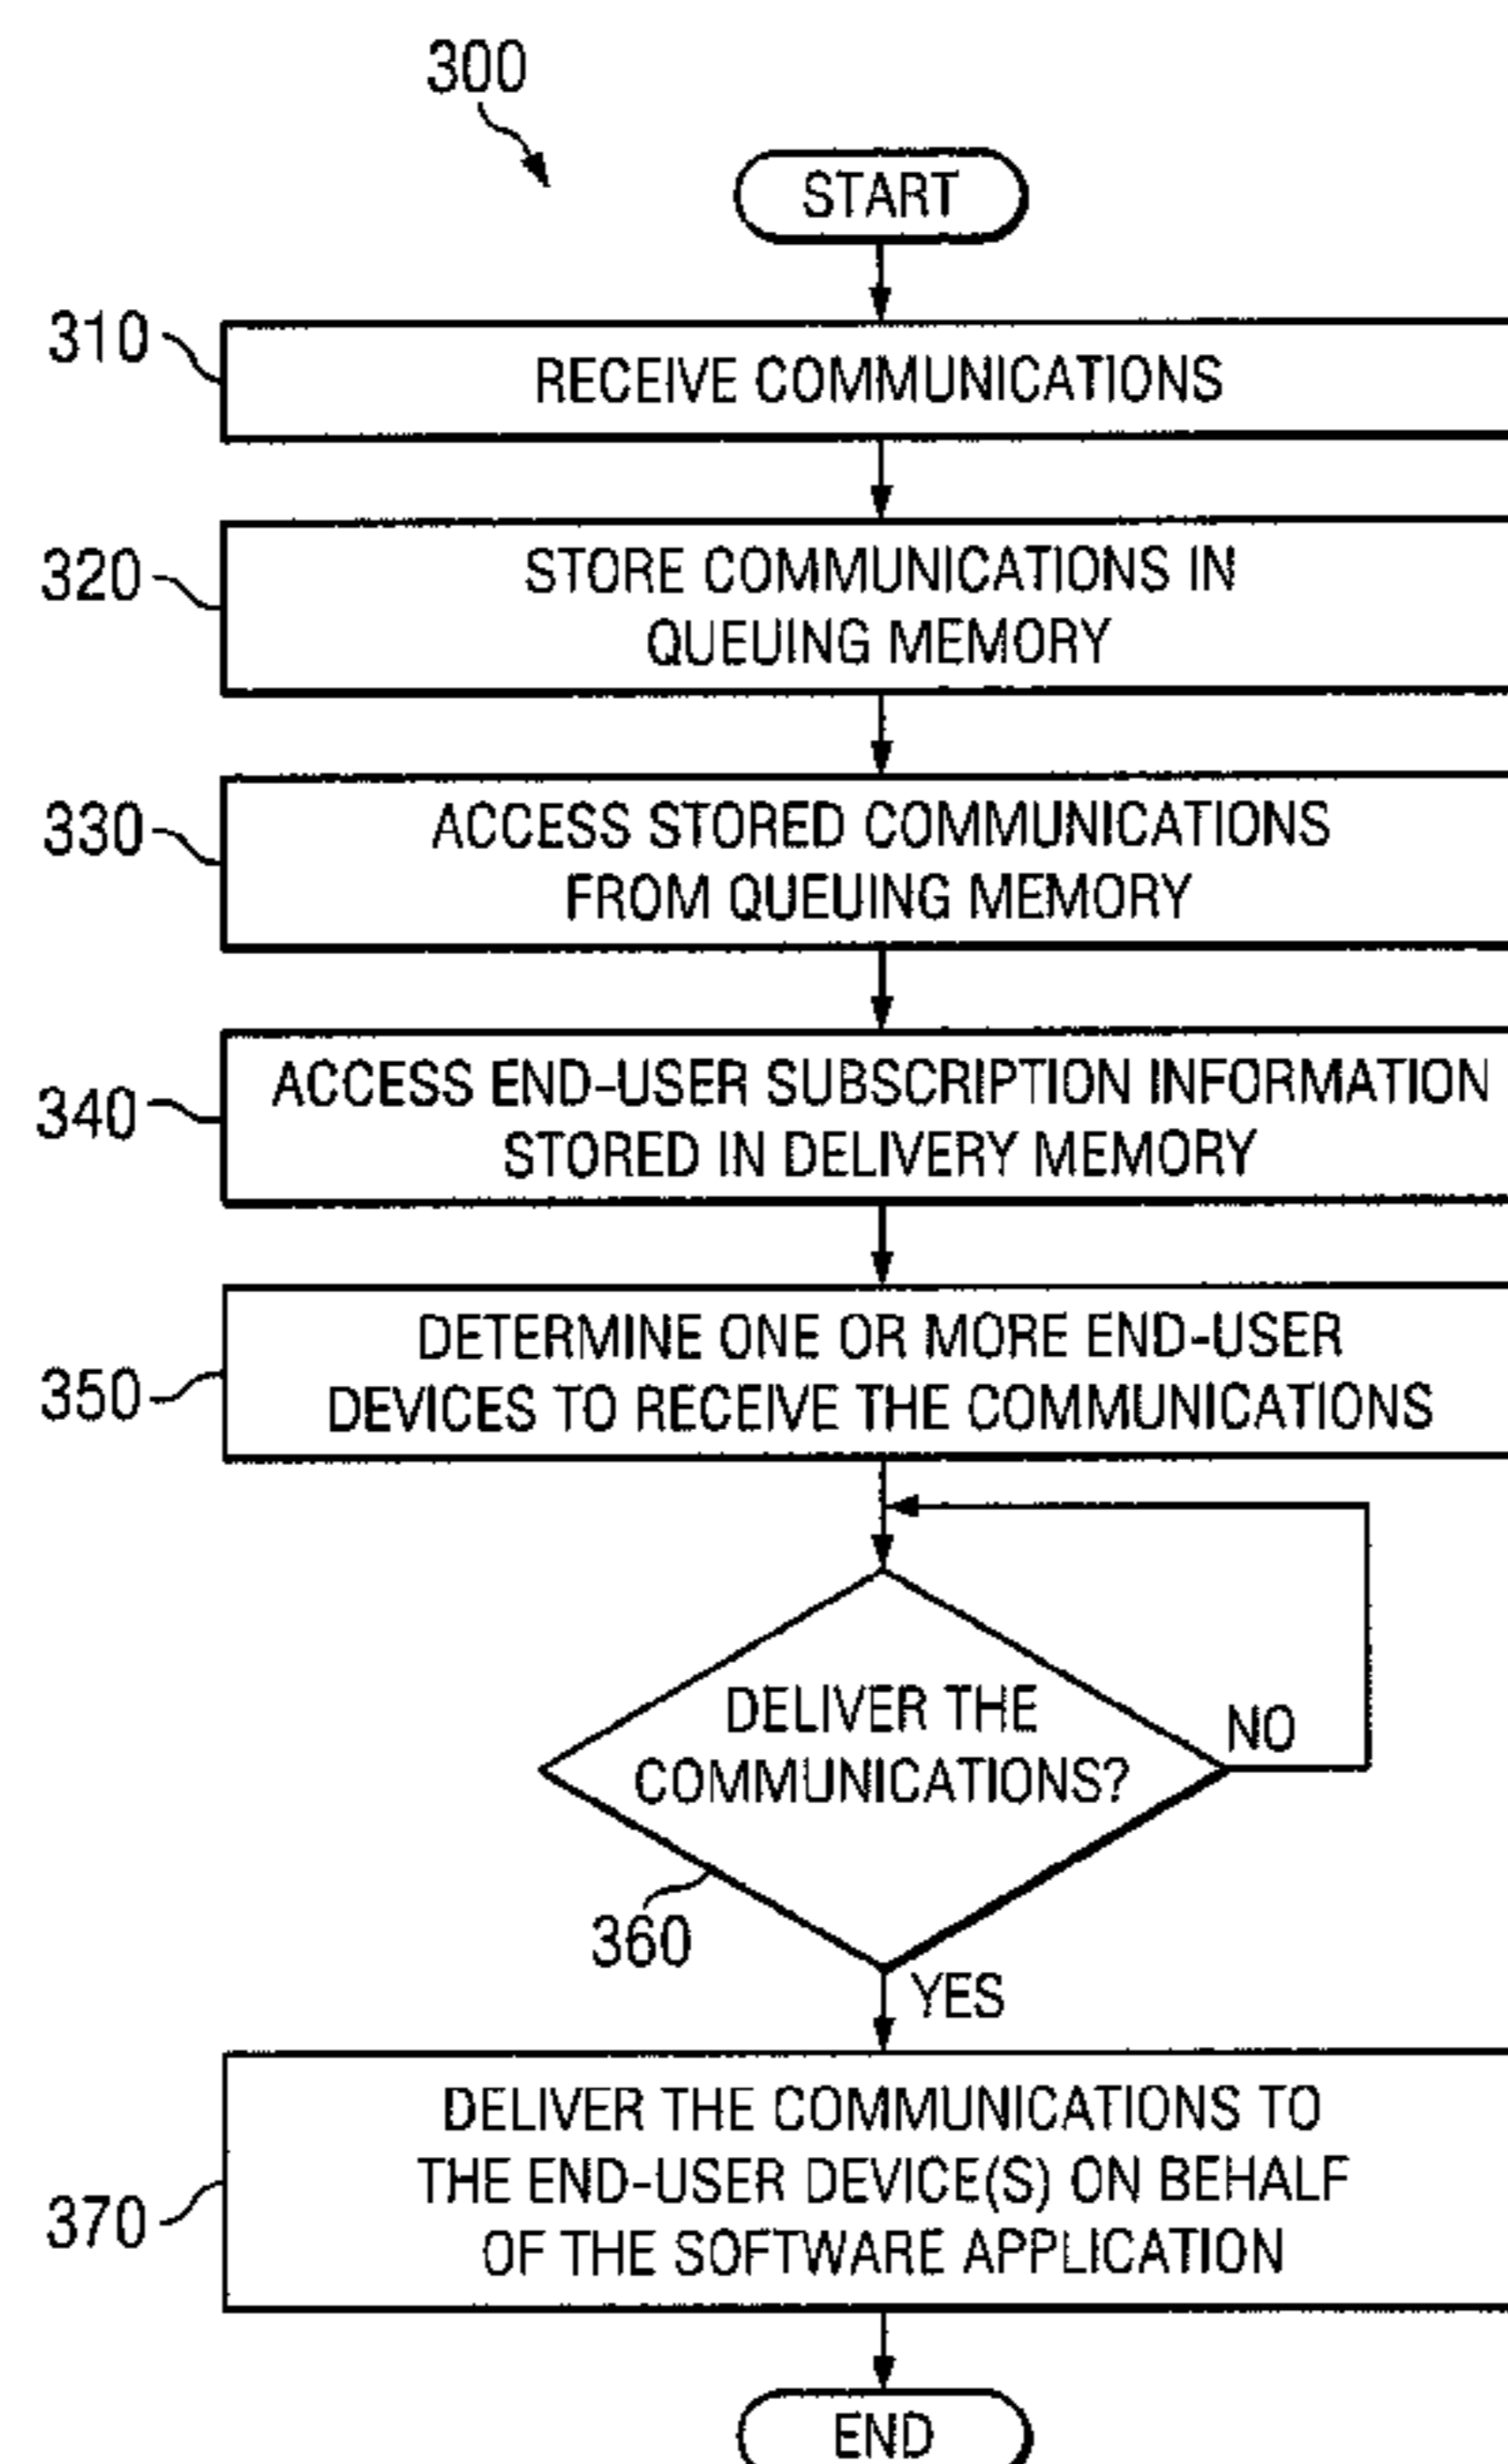 300
START
310
RECEIVE COMMUNICATIONS
320
STORE COMMUNICATIONS IN
QUEUING MEMORY
330
ACCESS STORED COMMUNICATIONS
FROM QUEUING MEMORY
340
ACCESS END-USER SUBSCRIPTION INFORMATION
STORED IN DELIVERY MEMORY
350
DETERMINE ONE OR MORE END-USER
DEVICES TO RECEIVE THE COMMUNICATIONS
DELIVER THE
COMMUNICATIONS?
NO
360
YES
370
DELIVER THE COMMUNICATIONS TO
THE END-USER DEVICE(S) ON BEHALF
OF THE SOFTWARE APPLICATION
END